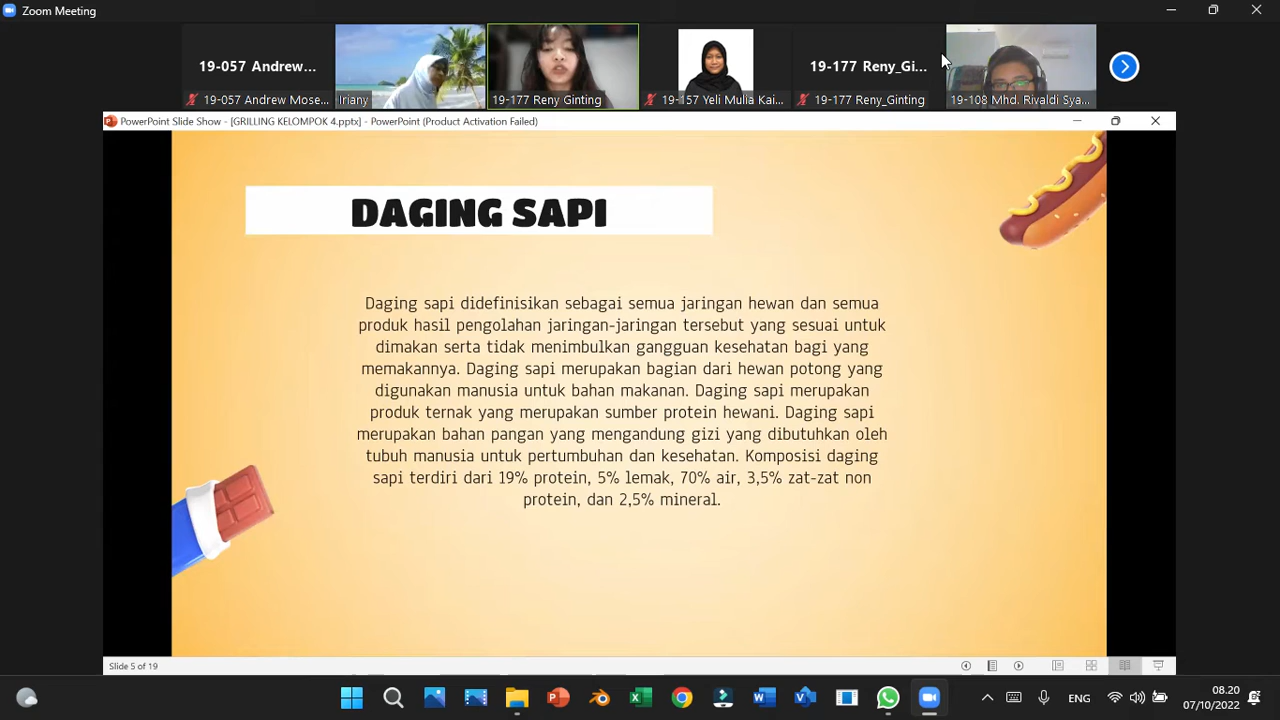 Zoom Meeting
19-057 Andrew...
19-177 Reny_Gi...
19-057 Andrew Mose...
Iriany
19-177 Reny Ginting
19-157 Yeli Mulia Kai...
19-177 Reny_Ginting
19-108 Mhd. Rivaldi Sya...
PowerPoint Slide Show - [GRILLING KELOMPOK 4.pptx] - PowerPoint (Product Activation Failed)
DAGING SAPI
Daging sapi didefinisikan sebagai semua jaringan hewan dan semua
produk hasil pengolahan jaringan-jaringan tersebut yang sesuai untuk
dimakan serta tidak menimbulkan gangguan kesehatan bagi yang
memakannya. Daging sapi merupakan bagian dari hewan potong yang
digunakan manusia untuk bahan makanan. Daging sapi merupakan
produk ternak yang merupakan sumber protein hewani. Daging sapi
merupakan bahan pangan yang mengandung gizi yang dibutuhkan oleh
tubuh manusia untuk pertumbuhan dan kesehatan. Komposisi daging
sapi terdiri dari 19% protein, 5% lemak, 70% air, 3,5% zat-zat non
protein, dan 2,5% mineral.
Slide 5 of 19
ENG
08.20
07/10/2022